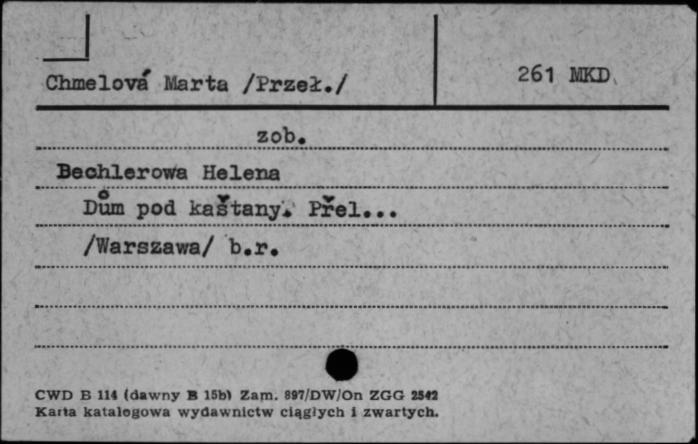 Chmelová Marta /Przeł./
261 MKD
zob.
Bechlerowa Helena
Dům pod kaštany. Přel...
/Warszawa/ b.r.
CWD B 114 (dawny B 15b) Zam. 897/DW/On ZGG 2542
Karta katalogowa wydawnictw ciągłych i zwartych.